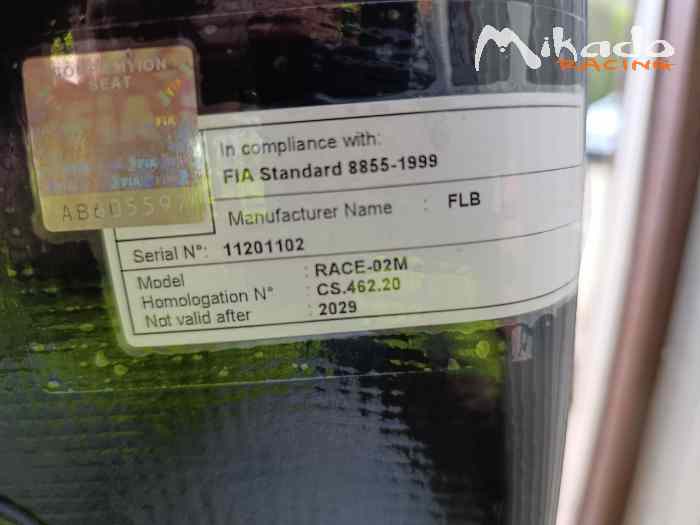 Mikado
RACING
COMPETITION
SEAT
FIA
In compliance with:
FIA Standard 8855-1999
Manufacturer Name : FLB
Serial N°: 11201102
Model : RACE-02M
Homologation N° : CS.462.20
Not valid after : 2029